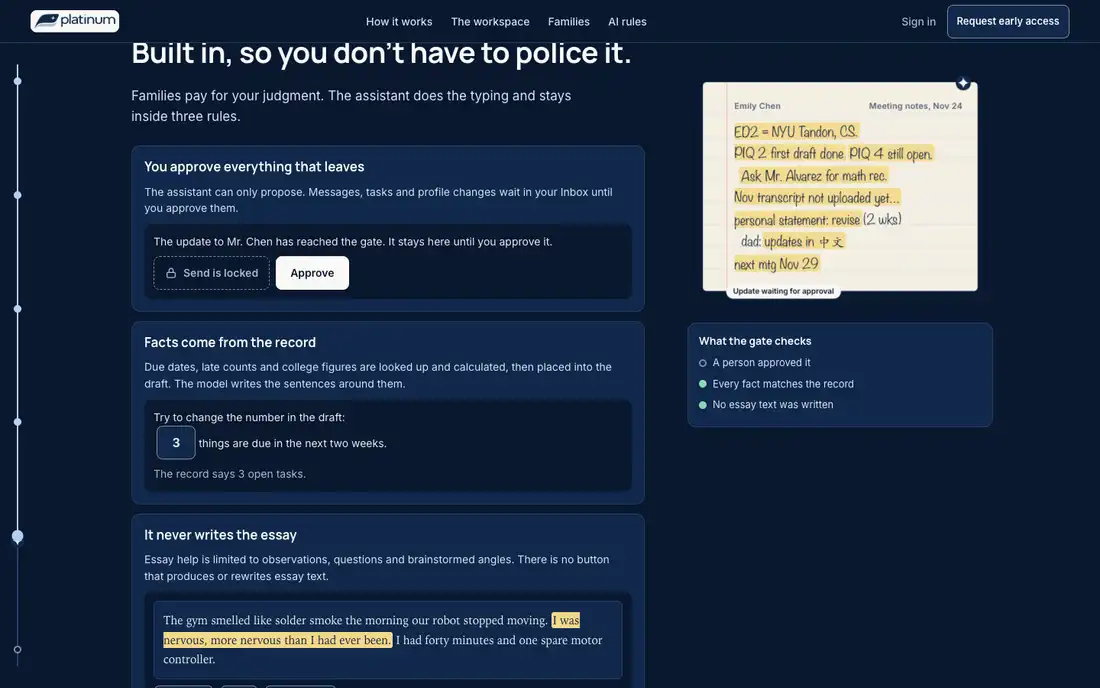 platinum
How it works
The workspace
Families
AI rules
Sign in
Request early access
Built in, so you don't have to police it.
Families pay for your judgment. The assistant does the typing and stays
inside three rules.
You approve everything that leaves
The assistant can only propose. Messages, tasks and profile changes wait in your Inbox until
you approve them.
The update to Mr. Chen has reached the gate. It stays here until you approve it.
Send is locked
Approve
Facts come from the record
Due dates, late counts and college figures are looked up and calculated, then placed into the
draft. The model writes the sentences around them.
Try to change the number in the draft:
3 things are due in the next two weeks.
The record says 3 open tasks.
It never writes the essay
Essay help is limited to observations, questions and brainstormed angles. There is no button
that produces or rewrites essay text.
The gym smelled like solder smoke the morning our robot stopped moving. I was
nervous, more nervous than I had ever been. I had forty minutes and one spare motor
controller.
Emily Chen
Meeting notes, Nov 24
ED2 = NYU Tandon, CS.
PIQ 2 first draft done PIQ 4 still open.
Ask Mr. Alvarez for math rec.
Nov transcript not uploaded yet...
personal statement: revise (2 wks)
dad: updates in 中文
next mtg Nov 29
Update waiting for approval
What the gate checks
A person approved it
Every fact matches the record
No essay text was written